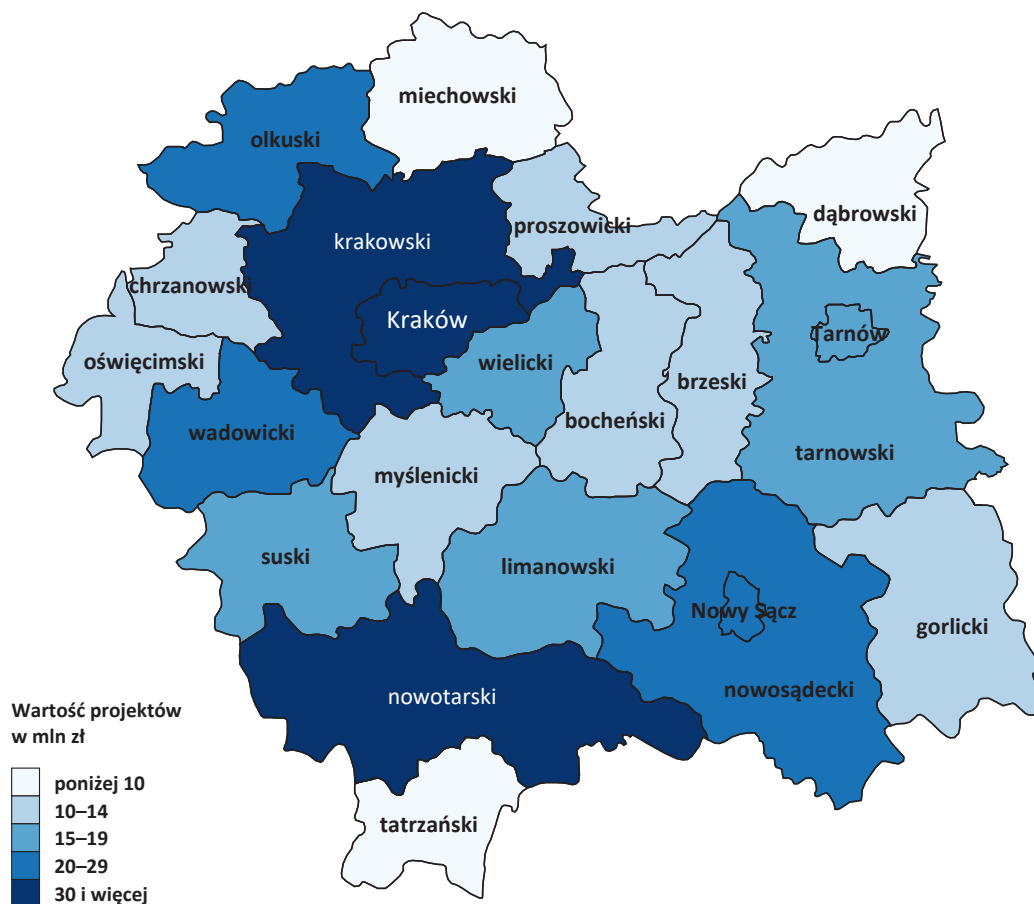 miechowski
olkuski
dąbrowski
proszowicki
krakowski
chrzanowski
Kraków
Tarnów
oświęcimski
wielicki
brzeski
bocheński
wadowicki
tarnowski
myślenicki
suski
limanowski
Nowy Sącz
gorlicki
nowosądecki
nowotarski
tatrzański
Wartość projektów
w mln zł
poniżej 10
10–14
15–19
20–29
30 i więcej